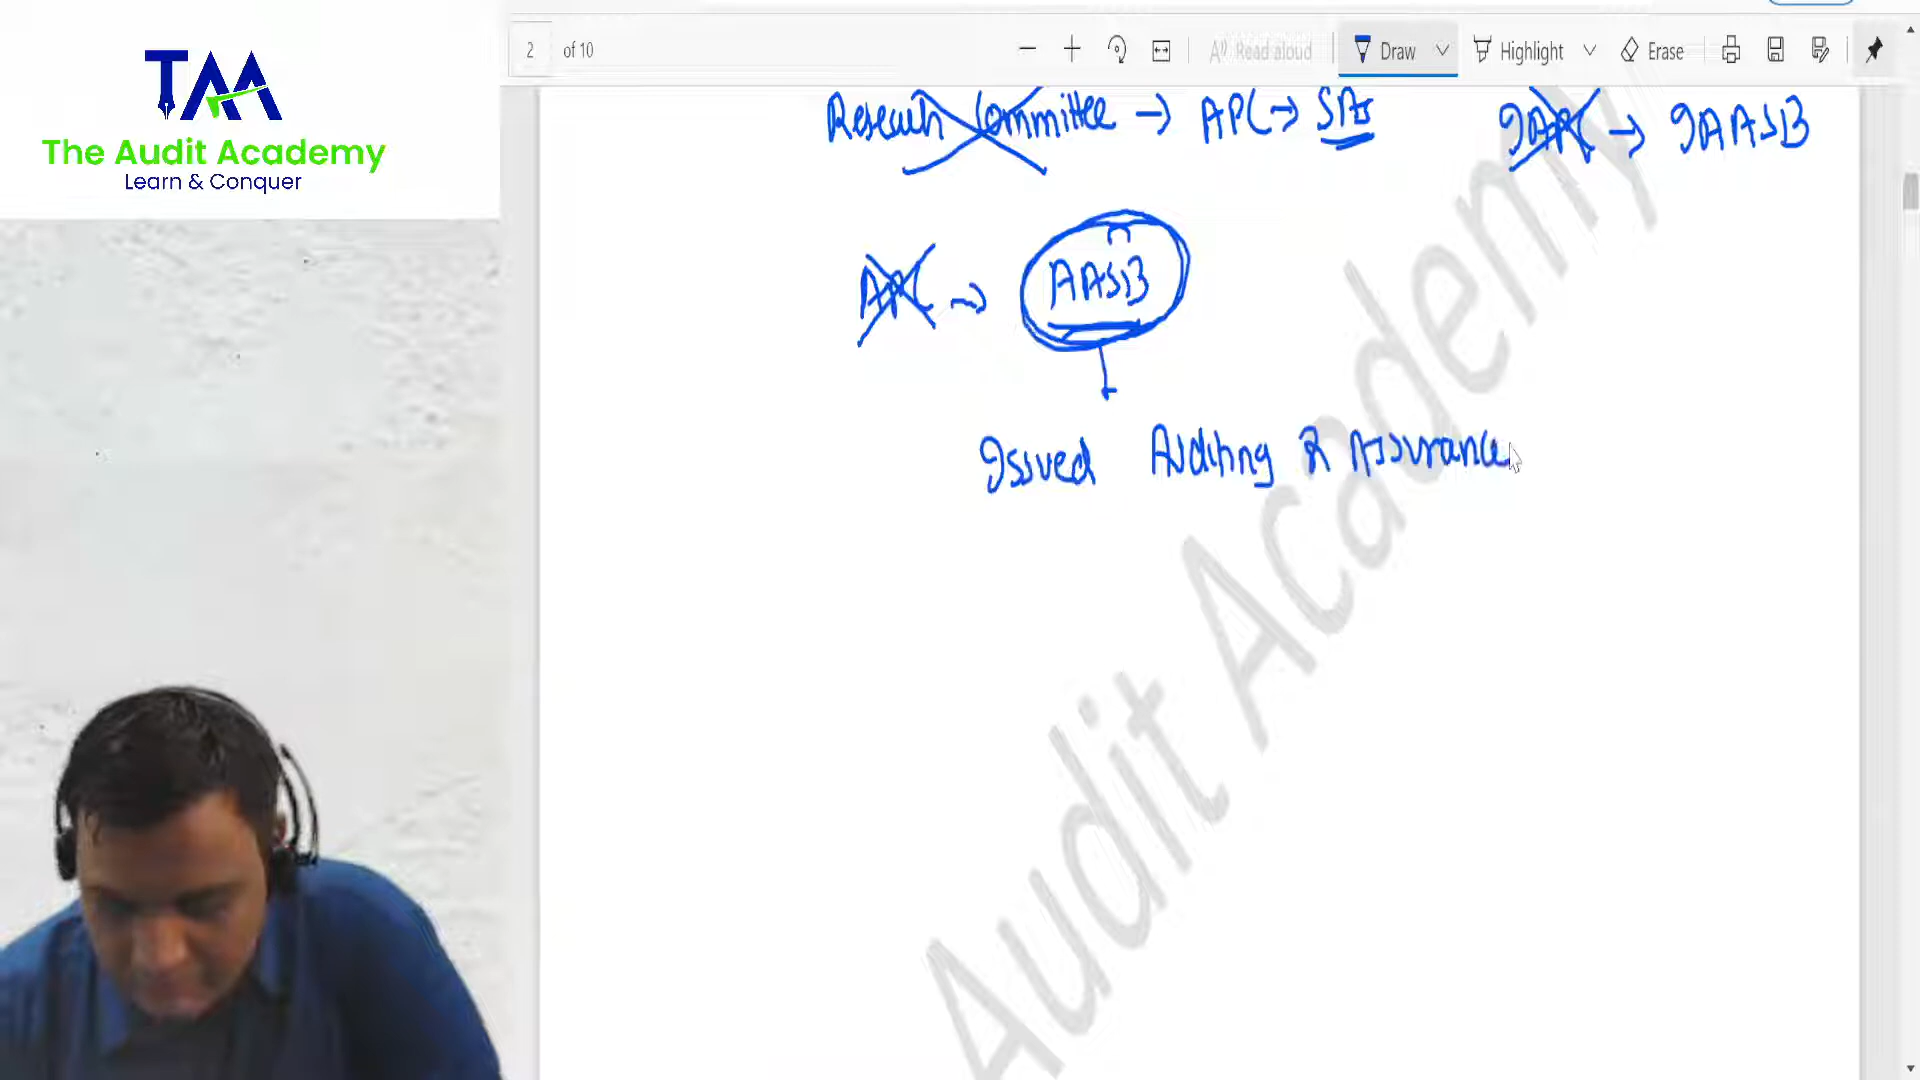 TAA
The Audit Academy
Learn & Conquer
2 of 10
Read aloud
Draw
Highlight
Erase
Research Committee → APC → SAs
IAPC → IAASB
APC → AASB
Issued Auditing & Assurance
Audit Academy